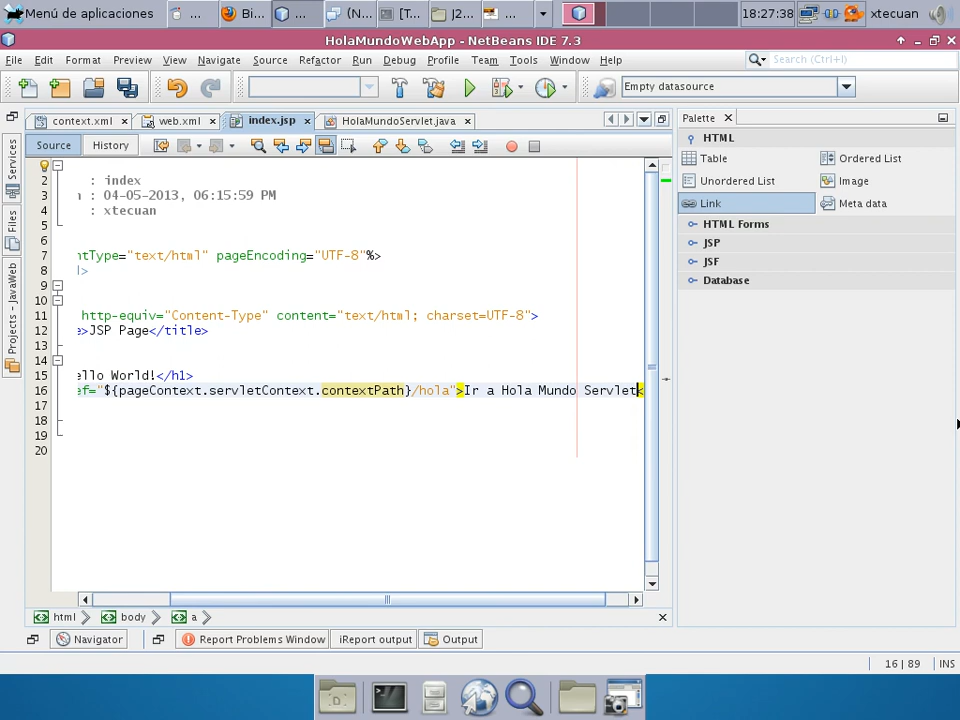 Menú de aplicaciones ... Bi... ... (N... [T... J2... ... 18:27:38 xtecuan
HolaMundoWebApp - NetBeans IDE 7.3
File Edit Format Preview View Navigate Source Refactor Run Debug Profile Team Tools Window Help Search (Ctrl+I)
Empty datasource
context.xml web.xml index.jsp HolaMundoServlet.java
Source History
Services
Files
Projects - JavaWeb
2 : index
3 : 04-05-2013, 06:15:59 PM
4 : xtecuan
5
6
7 ntType="text/html" pageEncoding="UTF-8"%>
8 l>
9
10
11 http-equiv="Content-Type" content="text/html; charset=UTF-8">
12 e>JSP Page</title>
13
14
15 ello World!</h1>
16 ef="${pageContext.servletContext.contextPath}/hola">Ir a Hola Mundo Servlet<
17
18
19
20
Palette
HTML
Table Ordered List
Unordered List Image
Link Meta data
HTML Forms
JSP
JSF
Database
html body a
Navigator Report Problems Window iReport output Output
16 | 89 INS